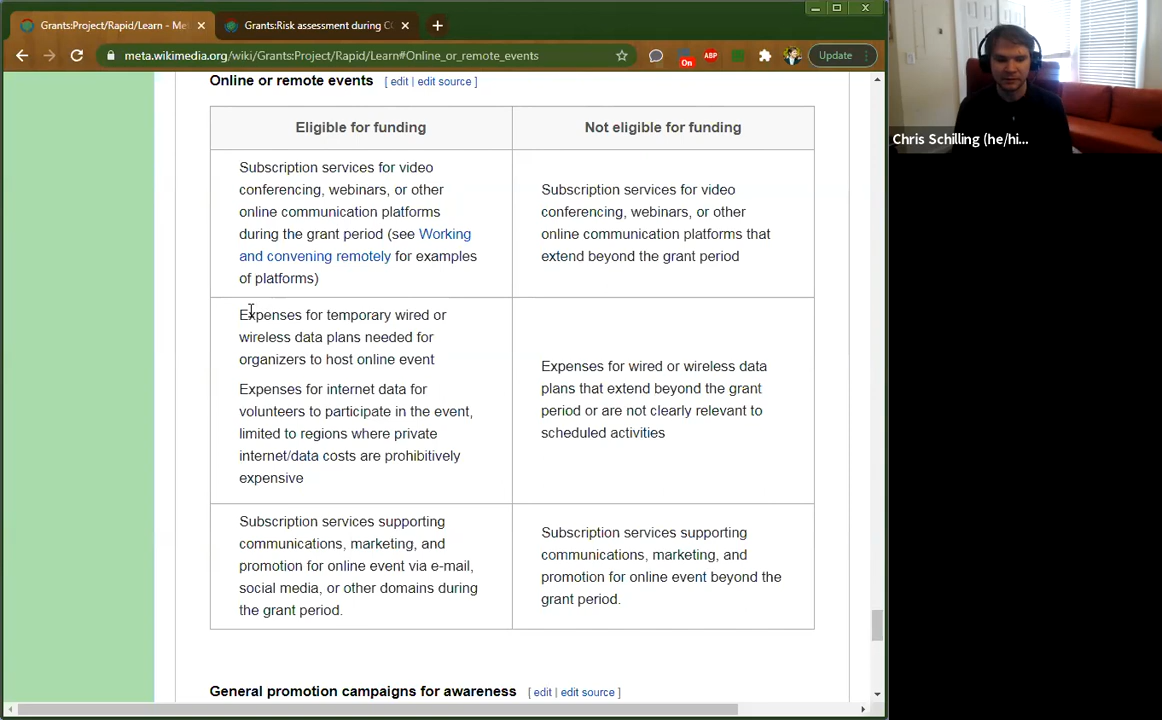 Grants:Project/Rapid/Learn - Me
Grants:Risk assessment during C
meta.wikimedia.org/wiki/Grants:Project/Rapid/Learn#Online_or_remote_events
On
ABP
Update
Online or remote events [ edit | edit source ]
Eligible for funding
Not eligible for funding
Subscription services for video
conferencing, webinars, or other
online communication platforms
during the grant period (see Working
and convening remotely for examples
of platforms)
Subscription services for video
conferencing, webinars, or other
online communication platforms that
extend beyond the grant period
Expenses for temporary wired or
wireless data plans needed for
organizers to host online event
Expenses for internet data for
volunteers to participate in the event,
limited to regions where private
internet/data costs are prohibitively
expensive
Expenses for wired or wireless data
plans that extend beyond the grant
period or are not clearly relevant to
scheduled activities
Subscription services supporting
communications, marketing, and
promotion for online event via e-mail,
social media, or other domains during
the grant period.
Subscription services supporting
communications, marketing, and
promotion for online event beyond the
grant period.
General promotion campaigns for awareness [ edit | edit source ]
Chris Schilling (he/hi...